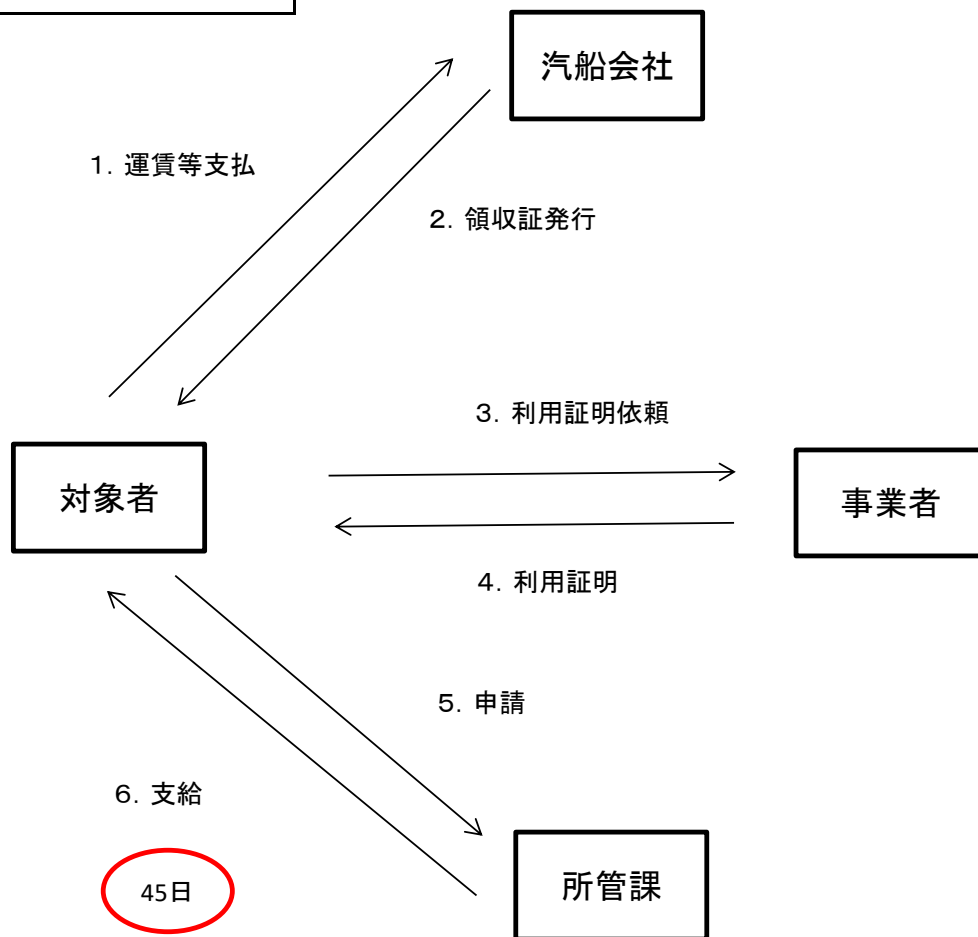 汽船会社
1．運賃等支払
2．領収証発行
3．利用証明依頼
対象者
事業者
4．利用証明
5．申請
6．支給
45日
所管課